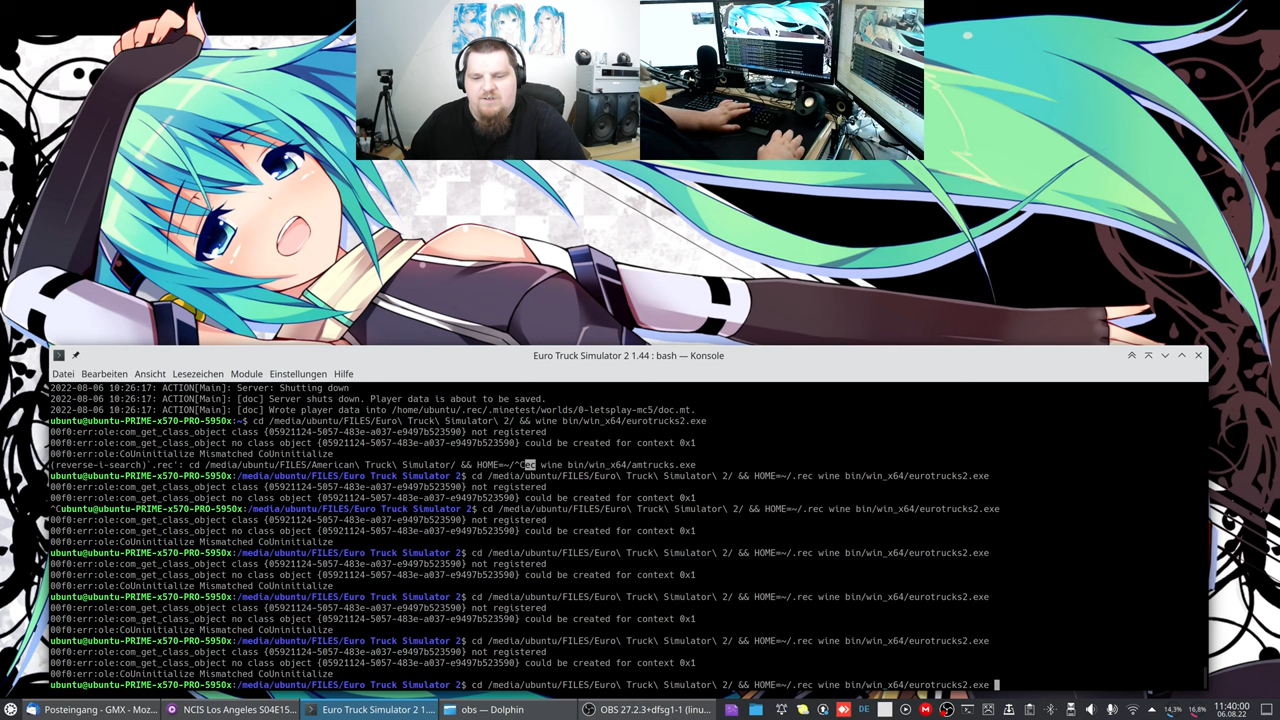 Euro Truck Simulator 2 1.44 : bash — Konsole
Datei Bearbeiten Ansicht Lesezeichen Module Einstellungen Hilfe
2022-08-06 10:26:17: ACTION[Main]: Server: Shutting down
2022-08-06 10:26:17: ACTION[Main]: [doc] Server shuts down. Player data is about to be saved.
2022-08-06 10:26:17: ACTION[Main]: [doc] Wrote player data into /home/ubuntu/.rec/.minetest/worlds/0-letsplay-mc5/doc.mt.
ubuntu@ubuntu-PRIME-x570-PRO-5950x:~$ cd /media/ubuntu/FILES/Euro\ Truck\ Simulator\ 2/ && wine bin/win_x64/eurotrucks2.exe
00f0:err:ole:com_get_class_object class {05921124-5057-483e-a037-e9497b523590} not registered
00f0:err:ole:com_get_class_object no class object {05921124-5057-483e-a037-e9497b523590} could be created for context 0x1
00f0:err:ole:CoUninitialize Mismatched CoUninitialize
(reverse-i-search)`.rec': cd /media/ubuntu/FILES/American\ Truck\ Simulator/ && HOME=~/^Cec wine bin/win_x64/amtrucks.exe
ubuntu@ubuntu-PRIME-x570-PRO-5950x:/media/ubuntu/FILES/Euro Truck Simulator 2$ cd /media/ubuntu/FILES/Euro\ Truck\ Simulator\ 2/ && HOME=~/.rec wine bin/win_x64/eurotrucks2.exe
00f0:err:ole:com_get_class_object class {05921124-5057-483e-a037-e9497b523590} not registered
00f0:err:ole:com_get_class_object no class object {05921124-5057-483e-a037-e9497b523590} could be created for context 0x1
^Cubuntu@ubuntu-PRIME-x570-PRO-5950x:/media/ubuntu/FILES/Euro Truck Simulator 2$ cd /media/ubuntu/FILES/Euro\ Truck\ Simulator\ 2/ && HOME=~/.rec wine bin/win_x64/eurotrucks2.exe
00f0:err:ole:com_get_class_object class {05921124-5057-483e-a037-e9497b523590} not registered
00f0:err:ole:com_get_class_object no class object {05921124-5057-483e-a037-e9497b523590} could be created for context 0x1
00f0:err:ole:CoUninitialize Mismatched CoUninitialize
ubuntu@ubuntu-PRIME-x570-PRO-5950x:/media/ubuntu/FILES/Euro Truck Simulator 2$ cd /media/ubuntu/FILES/Euro\ Truck\ Simulator\ 2/ && HOME=~/.rec wine bin/win_x64/eurotrucks2.exe
00f0:err:ole:com_get_class_object class {05921124-5057-483e-a037-e9497b523590} not registered
00f0:err:ole:com_get_class_object no class object {05921124-5057-483e-a037-e9497b523590} could be created for context 0x1
00f0:err:ole:CoUninitialize Mismatched CoUninitialize
ubuntu@ubuntu-PRIME-x570-PRO-5950x:/media/ubuntu/FILES/Euro Truck Simulator 2$ cd /media/ubuntu/FILES/Euro\ Truck\ Simulator\ 2/ && HOME=~/.rec wine bin/win_x64/eurotrucks2.exe
00f0:err:ole:com_get_class_object class {05921124-5057-483e-a037-e9497b523590} not registered
00f0:err:ole:com_get_class_object no class object {05921124-5057-483e-a037-e9497b523590} could be created for context 0x1
00f0:err:ole:CoUninitialize Mismatched CoUninitialize
ubuntu@ubuntu-PRIME-x570-PRO-5950x:/media/ubuntu/FILES/Euro Truck Simulator 2$ cd /media/ubuntu/FILES/Euro\ Truck\ Simulator\ 2/ && HOME=~/.rec wine bin/win_x64/eurotrucks2.exe
00f0:err:ole:com_get_class_object class {05921124-5057-483e-a037-e9497b523590} not registered
00f0:err:ole:com_get_class_object no class object {05921124-5057-483e-a037-e9497b523590} could be created for context 0x1
00f0:err:ole:CoUninitialize Mismatched CoUninitialize
ubuntu@ubuntu-PRIME-x570-PRO-5950x:/media/ubuntu/FILES/Euro Truck Simulator 2$ cd /media/ubuntu/FILES/Euro\ Truck\ Simulator\ 2/ && HOME=~/.rec wine bin/win_x64/eurotrucks2.exe
Posteingang - GMX - Moz... NCIS Los Angeles S04E15... Euro Truck Simulator 2 1.... obs — Dolphin OBS 27.2.3+dfsg1-1 (linu... DE 14,3% 16,8% 11:40:00
06.08.22